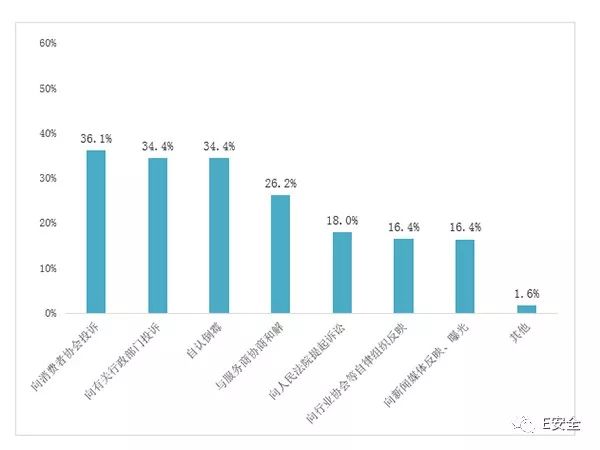 60%
50%
40%
30%
20%
10%
0%
36.1%
34.4%
34.4%
26.2%
18.0%
16.4%
16.4%
1.6%
向消费者协会投诉
向有关行政部门投诉
自认倒霉
与服务商协商和解
向人民法院提起诉讼
向行业协会等自律组织反映
向新闻媒体反映、曝光
其他
E安全